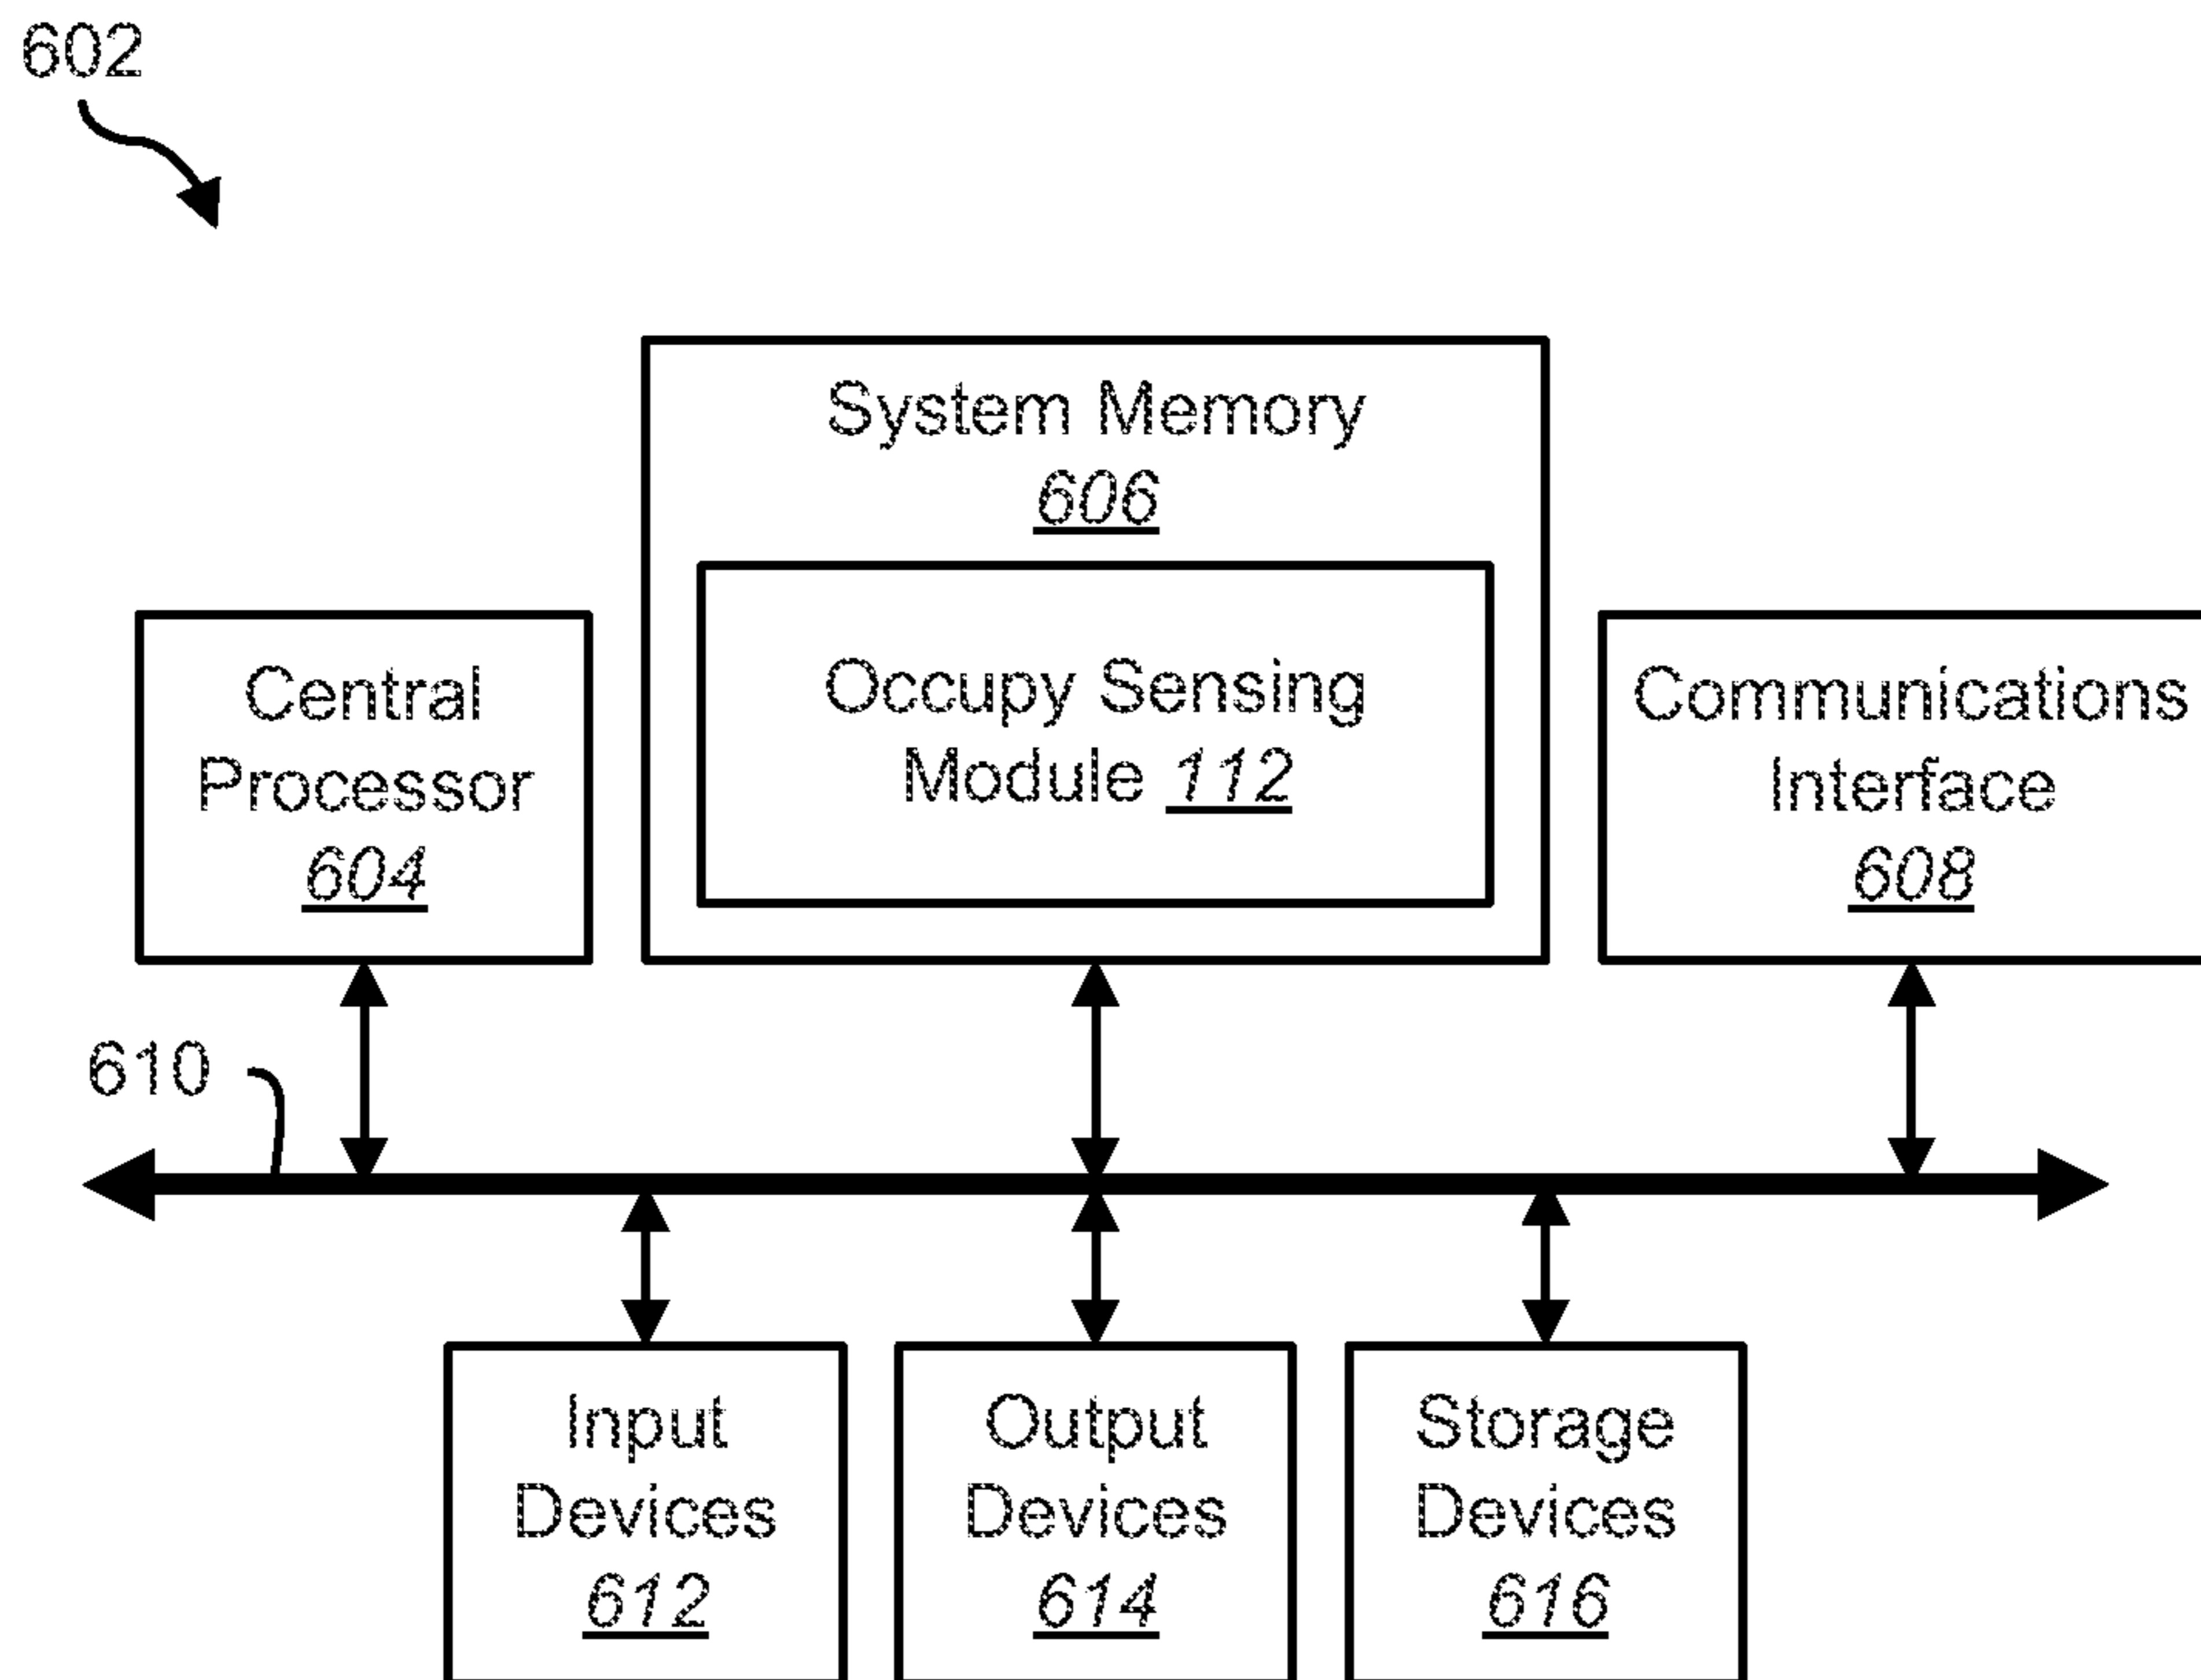 602
System Memory
606
Occupy Sensing
Module 112
Central
Processor
604
Communications
Interface
608
610
Input
Devices
612
Output
Devices
614
Storage
Devices
616